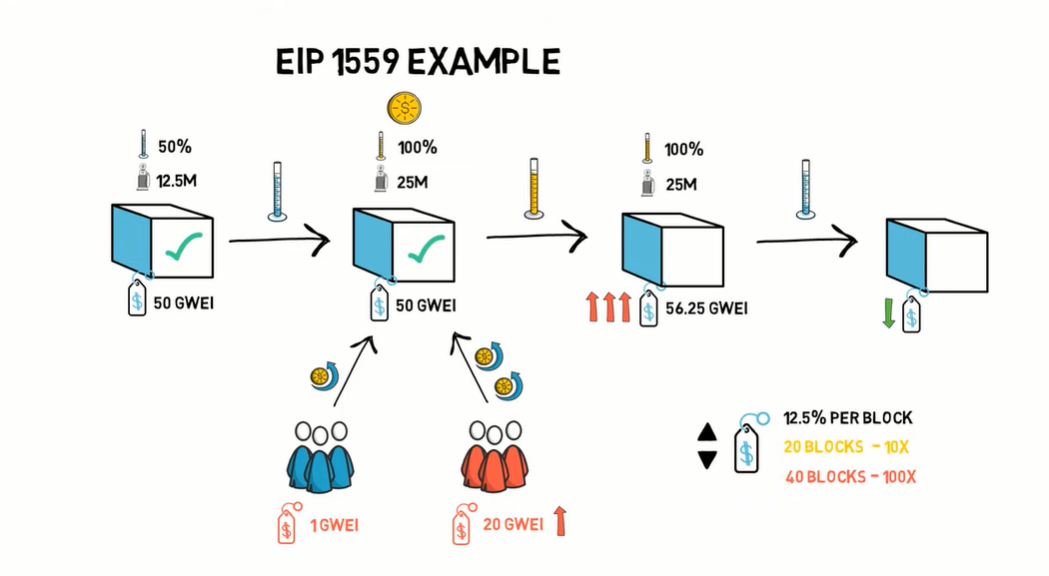 EIP 1559 EXAMPLE
50%
12.5M
50 GWEI
100%
25M
50 GWEI
100%
25M
56.25 GWEI
1 GWEI
20 GWEI
12.5% PER BLOCK
20 BLOCKS - 10X
40 BLOCKS - 100X